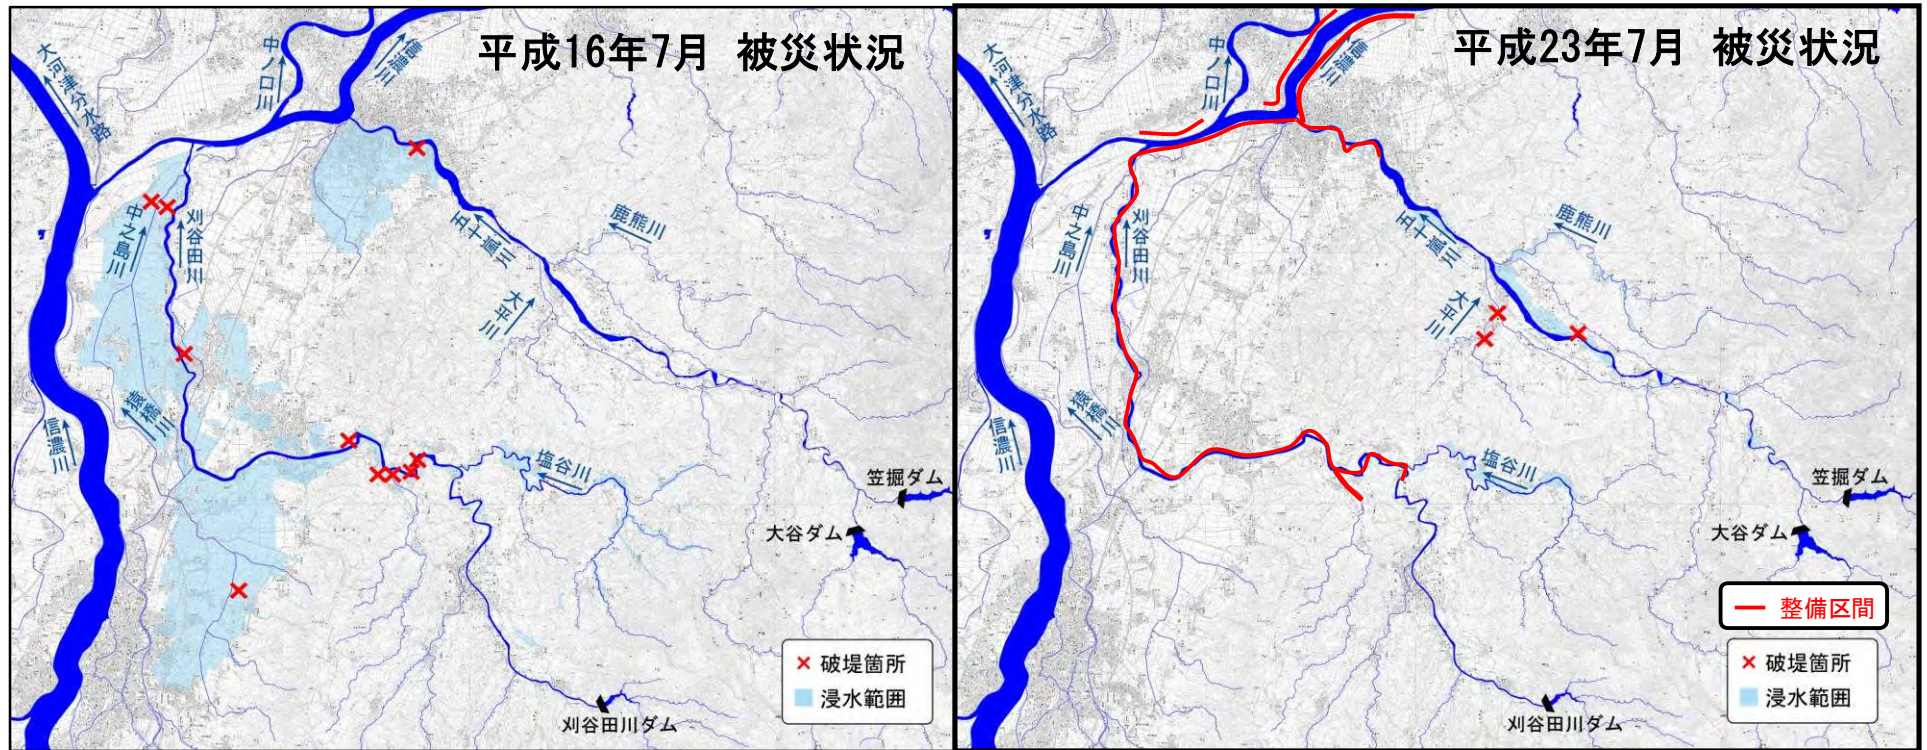 平成16年7月 被災状況
大河津分水路
中ノ口川
信濃川
中之島川
刈谷田川
五十嵐川
鹿熊川
大平川
猿橋川
信濃川
塩谷川
笠堀ダム
大谷ダム
刈谷田川ダム
× 破堤箇所
浸水範囲
平成23年7月 被災状況
大河津分水路
中ノ口川
信濃川
中之島川
刈谷田川
五十嵐川
鹿熊川
大平川
猿橋川
信濃川
塩谷川
笠堀ダム
大谷ダム
刈谷田川ダム
整備区間
× 破堤箇所
浸水範囲